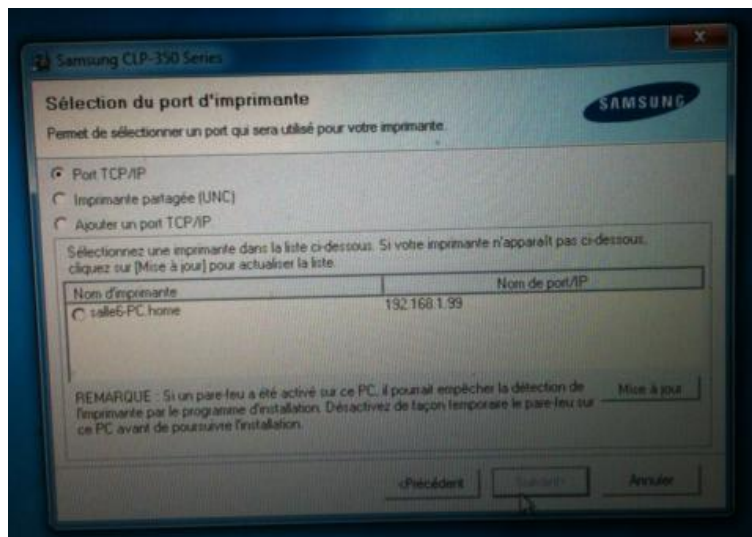 Samsung CLP-350 Series
Sélection du port d'imprimante
SAMSUNG
Permet de sélectionner un port qui sera utilisé pour votre imprimante.
Port TCP/IP
Imprimante partagée (UNC)
Ajouter un port TCP/IP
Sélectionnez une imprimante dans la liste ci-dessous. Si votre imprimante n'apparaît pas ci-dessous,
cliquez sur [Mise à jour] pour actualiser la liste.
Nom d'imprimante Nom de port/IP
salle6-PC.home 192.168.1.99
REMARQUE : Si un pare-feu a été activé sur ce PC, il pourrait empêcher la détection de
l'imprimante par le programme d'installation. Désactivez de façon temporaire le pare-feu sur
ce PC avant de poursuivre l'installation.
Mise à jour
<Précédent Suivant> Annuler